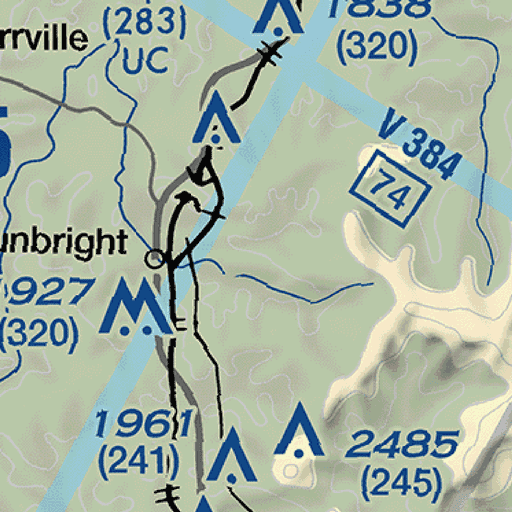 1838
(320)
rrville
(283)
UC
V 384
74
unbright
927
(320)
1961
(241)
2485
(245)